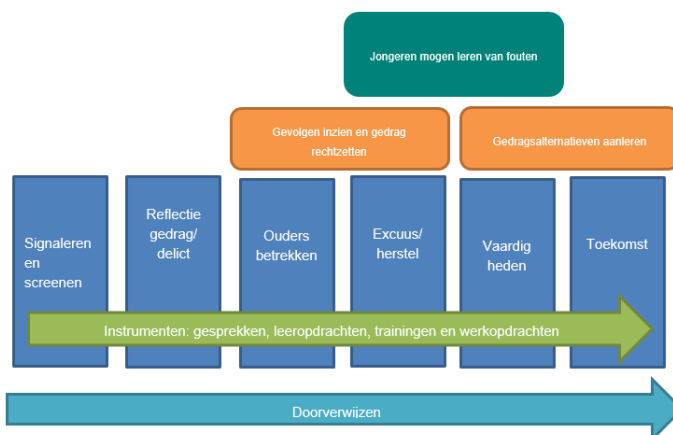 Jongeren mogen leren van fouten
Gevolgen inzien en gedrag
rechtzetten
Gedragsalternatieven aanleren
Signaleren
en
screenen
Reflectie
gedrag/
delict
Ouders
betrekken
Excuus/
herstel
Vaardig
heden
Toekomst
Instrumenten: gesprekken, leeropdrachten, trainingen en werkopdrachten
Doorverwijzen